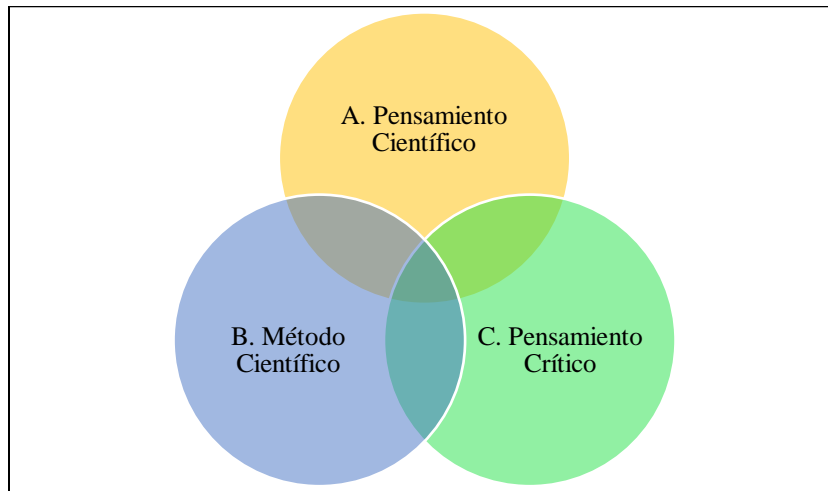 A. Pensamiento
Científico
B. Método
Científico
C. Pensamiento
Crítico